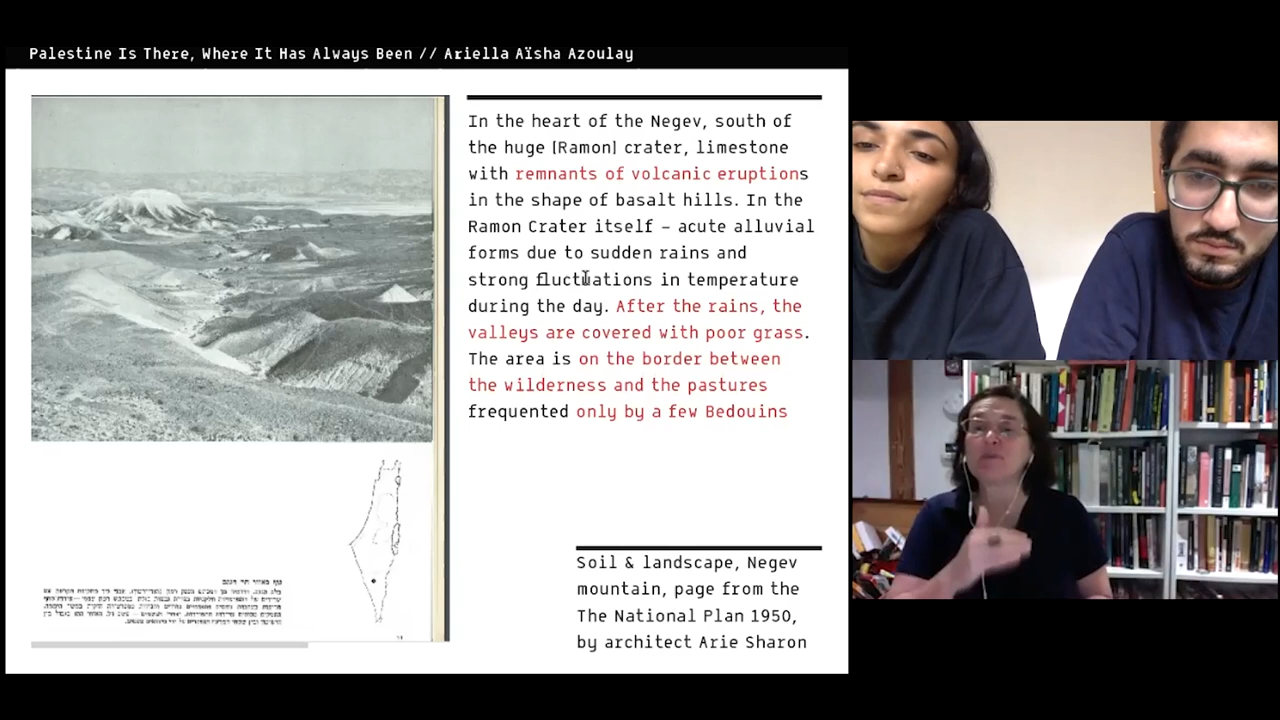 Palestine Is There, Where It Has Always Been // Ariella Aïsha Azoulay
In the heart of the Negev, south of
the huge [Ramon] crater, limestone
with remnants of volcanic eruptions
in the shape of basalt hills. In the
Ramon Crater itself – acute alluvial
forms due to sudden rains and
strong fluctuations in temperature
during the day. After the rains, the
valleys are covered with poor grass.
The area is on the border between
the wilderness and the pastures
frequented only by a few Bedouins
נוף מאזור הר הנגב
Soil & landscape, Negev
mountain, page from the
The National Plan 1950,
by architect Arie Sharon